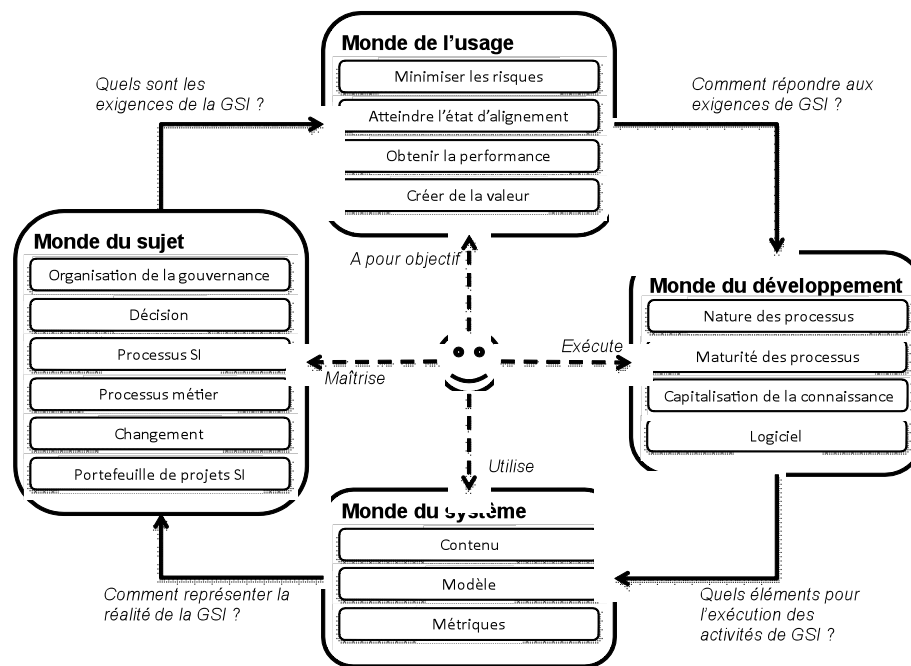 Monde de l'usage
Minimiser les risques
Atteindre l'état d'alignement
Obtenir la performance
Créer de la valeur
Quels sont les
exigences de la GSI ?
Comment répondre aux
exigences de GSI ?
Monde du sujet
Organisation de la gouvernance
Décision
Processus SI
Processus métier
Changement
Portefeuille de projets SI
A pour objectif
Maîtrise
Exécute
Utilise
Monde du développement
Nature des processus
Maturité des processus
Capitalisation de la connaissance
Logiciel
Monde du système
Contenu
Modèle
Métriques
Comment représenter la
réalité de la GSI ?
Quels éléments pour
l'exécution des
activités de GSI ?